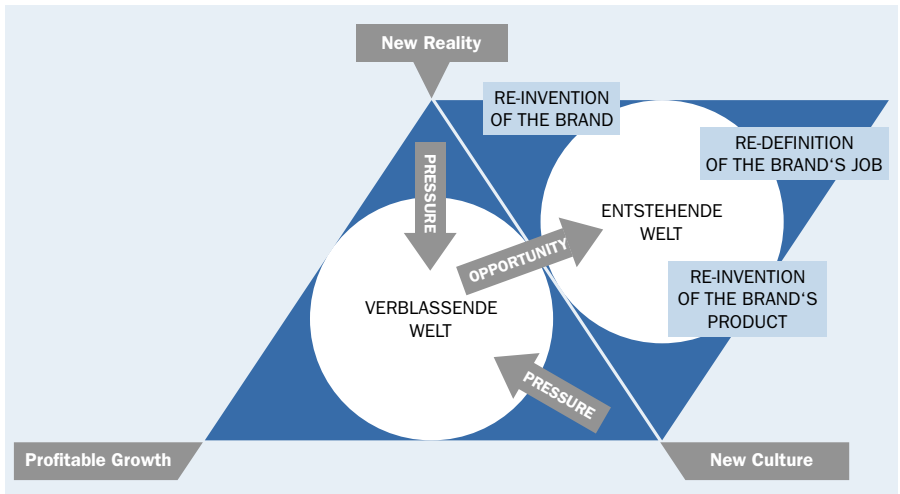 New Reality
RE-INVENTION
OF THE BRAND
RE-DEFINITION
OF THE BRAND‘S JOB
PRESSURE
ENTSTEHENDE
WELT
OPPORTUNITY
RE-INVENTION
OF THE BRAND‘S
PRODUCT
VERBLASSENDE
WELT
PRESSURE
Profitable Growth
New Culture